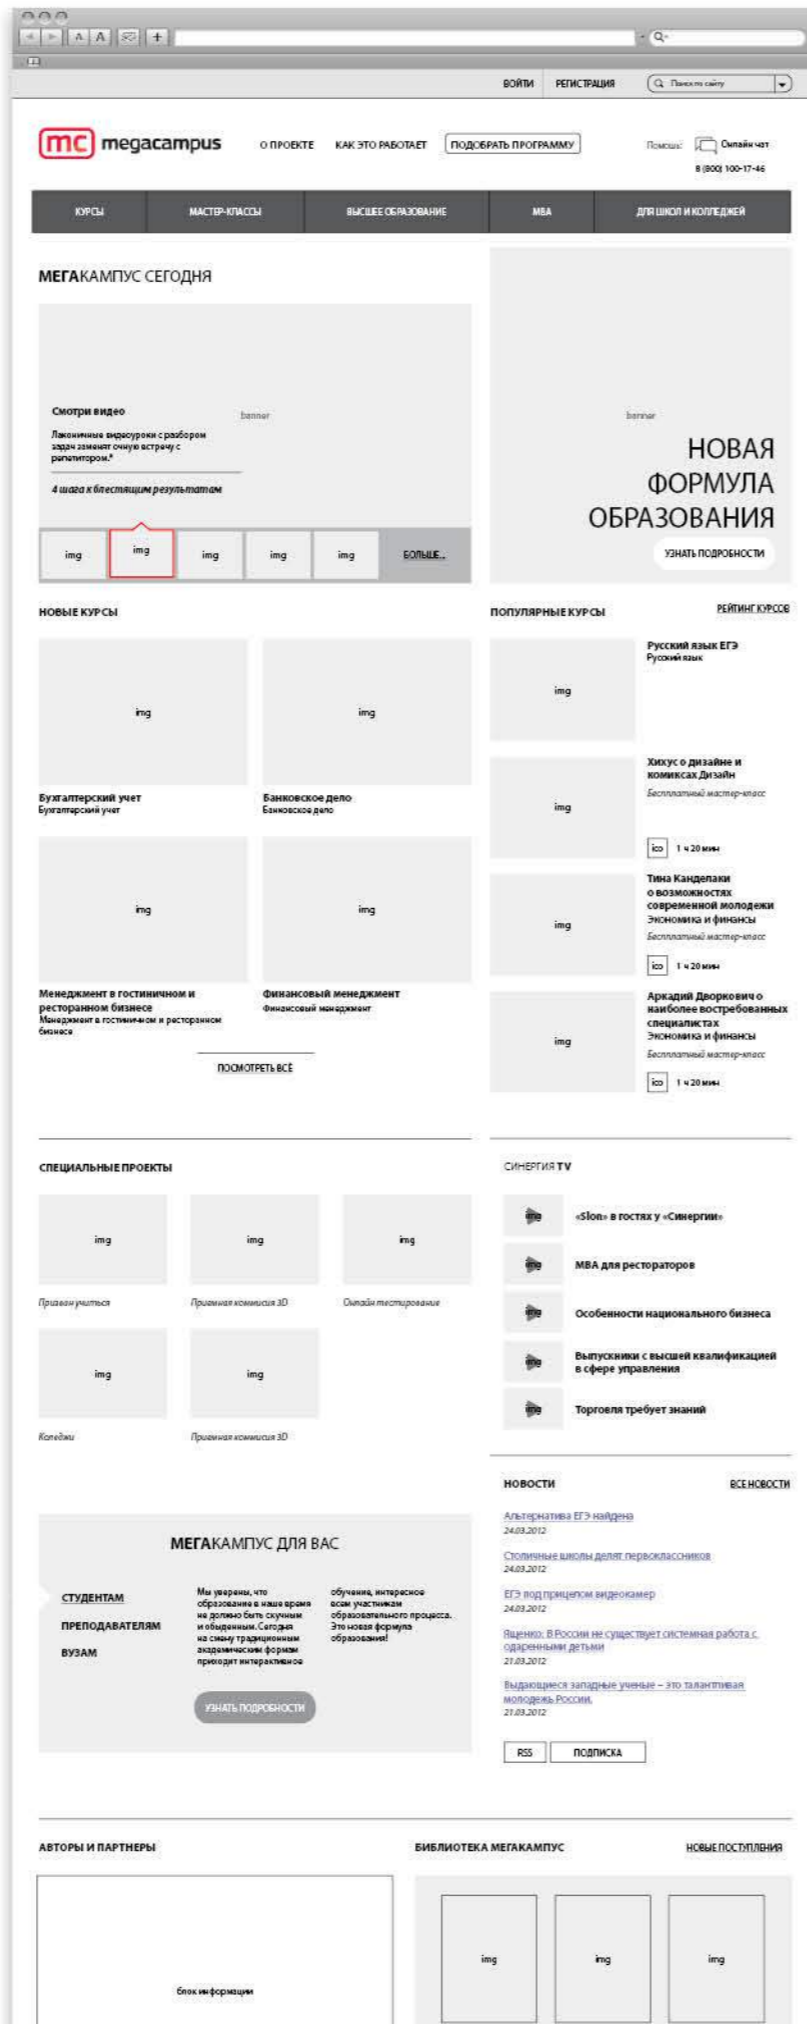 A A +
Q-
ВОЙТИ РЕГИСТРАЦИЯ Поиск по сайту
mc megacampus О ПРОЕКТЕ КАК ЭТО РАБОТАЕТ ПОДОБРАТЬ ПРОГРАММУ Помощь: Онлайн чат
8 (800) 100-17-46
КУРСЫ МАСТЕР-КЛАССЫ ВЫСШЕЕ ОБРАЗОВАНИЕ MBA ДЛЯ ШКОЛ И КОЛЛЕДЖЕЙ
МЕГАКАМПУС СЕГОДНЯ
Смотри видео
banner
Лаконичные видеоуроки с разбором
задач заменят очную встречу с
репетитором.*
4 шага к блестящим результатам
img img img img img БОЛЬШЕ...
banner
НОВАЯ
ФОРМУЛА
ОБРАЗОВАНИЯ
УЗНАТЬ ПОДРОБНОСТИ
НОВЫЕ КУРСЫ
img img
Бухгалтерский учет
Бухгалтерский учет
Банковское дело
Банковское дело
img img
Менеджмент в гостиничном и
ресторанном бизнесе
Менеджмент в гостиничном и ресторанном
бизнесе
Финансовый менеджмент
Финансовый менеджмент
ПОСМОТРЕТЬ ВСЁ
ПОПУЛЯРНЫЕ КУРСЫ РЕЙТИНГ КУРСОВ
img
Русский язык ЕГЭ
Русский язык
img
Хихус о дизайне и
комиксах Дизайн
Бесплатный мастер-класс
ico 1 ч 20 мин
img
Тина Канделаки
о возможностях
современной молодежи
Экономика и финансы
Бесплатный мастер-класс
ico 1 ч 20 мин
img
Аркадий Дворкович о
наиболее востребованных
специалистах
Экономика и финансы
Бесплатный мастер-класс
ico 1 ч 20 мин
СПЕЦИАЛЬНЫЕ ПРОЕКТЫ
img img img
Призван учиться Приемная коммисия 3D Онлайн тестирование
img img
Колледжи Приемная коммисия 3D
СИНЕРГИЯ TV
img «Slon» в гостях у «Синергии»
img МВА для рестораторов
img Особенности национального бизнеса
img Выпускники с высшей квалификацией
в сфере управления
img Торговля требует знаний
МЕГАКАМПУС ДЛЯ ВАС
СТУДЕНТАМ
ПРЕПОДАВАТЕЛЯМ
ВУЗАМ
Мы уверены, что
образование в наше время
не должно быть скучным
и обыденным. Сегодня
на смену традиционным
академическим формам
приходит интерактивное
обучение, интересное
всем участникам
образовательного процесса.
Это новая формула
образования!
УЗНАТЬ ПОДРОБНОСТИ
НОВОСТИ ВСЕ НОВОСТИ
Альтернатива ЕГЭ найдена
24.03.2012
Столичные школы делят первоклассников
24.03.2012
ЕГЭ под прицелом видеокамер
24.03.2012
Ященко: В России не существует системная работа с
одаренными детьми
21.03.2012
Выдающиеся западные ученые – это талантливая
молодежь России.
21.03.2012
RSS ПОДПИСКА
АВТОРЫ И ПАРТНЕРЫ
блок информации
БИБЛИОТЕКА МЕГАКАМПУС НОВЫЕ ПОСТУПЛЕНИЯ
img img img